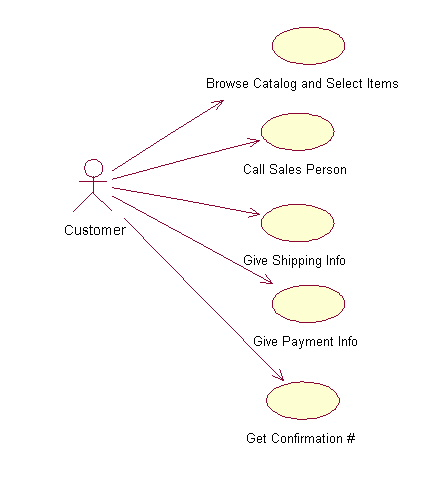 Browse Catalog and Select Items
Call Sales Person
Customer
Give Shipping Info
Give Payment Info
Get Confirmation #